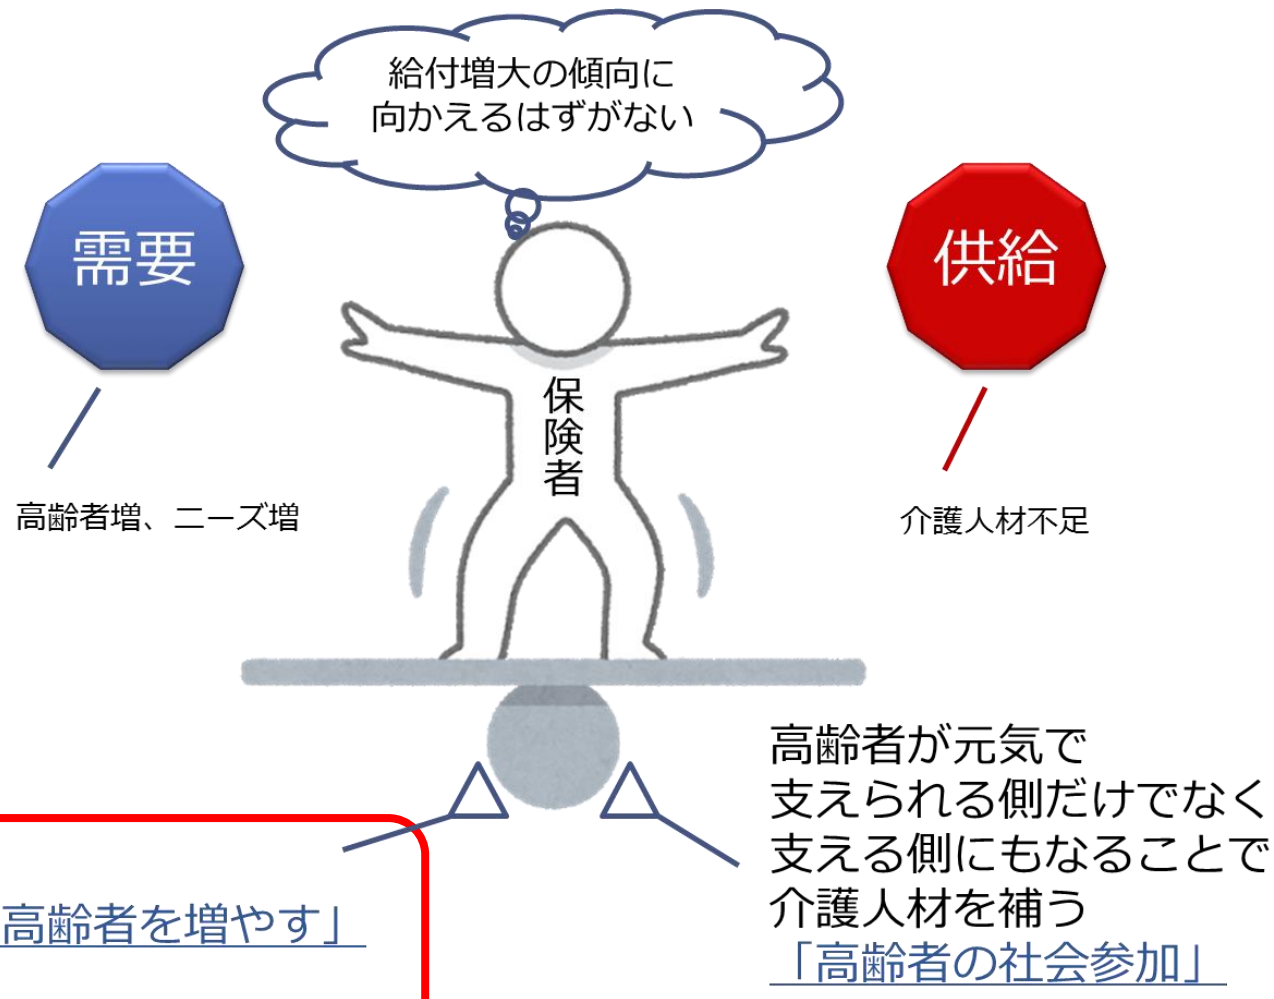 給付増大の傾向に
向かえるはずがない
需要
供給
保険者
高齢者増、ニーズ増
介護人材不足
高齢者が元気で
支えられる側だけでなく
支える側にもなることで
介護人材を補う
「高齢者の社会参加」
高齢者を増やす」